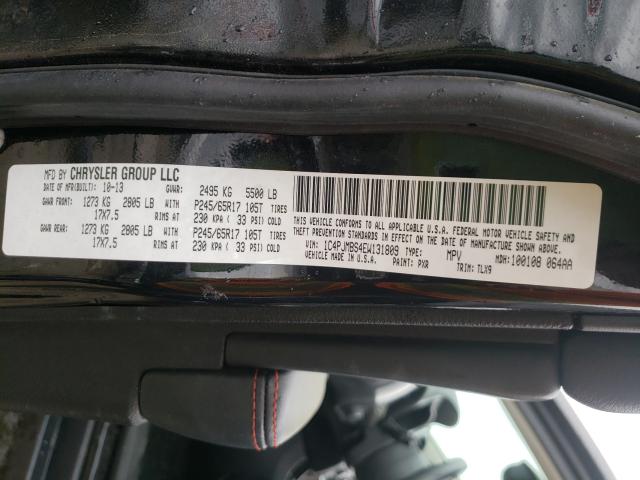 MFD BY CHRYSLER GROUP LLC
DATE OF MFR(BUILT): 10-13 GVWR: 2495 KG 5500 LB
GAWR FRONT: 1273 KG 2805 LB P245/65R17 105T TIRES
17X7.5 RIMS AT 230 KPA ( 33 PSI) COLD
GAWR REAR: 1273 KG 2805 LB P245/65R17 105T TIRES
17X7.5 RIMS AT 230 KPA ( 33 PSI) COLD
THIS VEHICLE CONFORMS TO ALL APPLICABLE U.S.A. FEDERAL MOTOR VEHICLE SAFETY AND
THEFT PREVENTION STANDARDS IN EFFECT ON THE DATE OF MANUFACTURE SHOWN ABOVE.
VIN: 1C4PJMBS4EW131809 TYPE: MPV MDH: 100108 064AA
VEHICLE MADE IN U.S.A. PAINT: PXR TRIM: TLX9